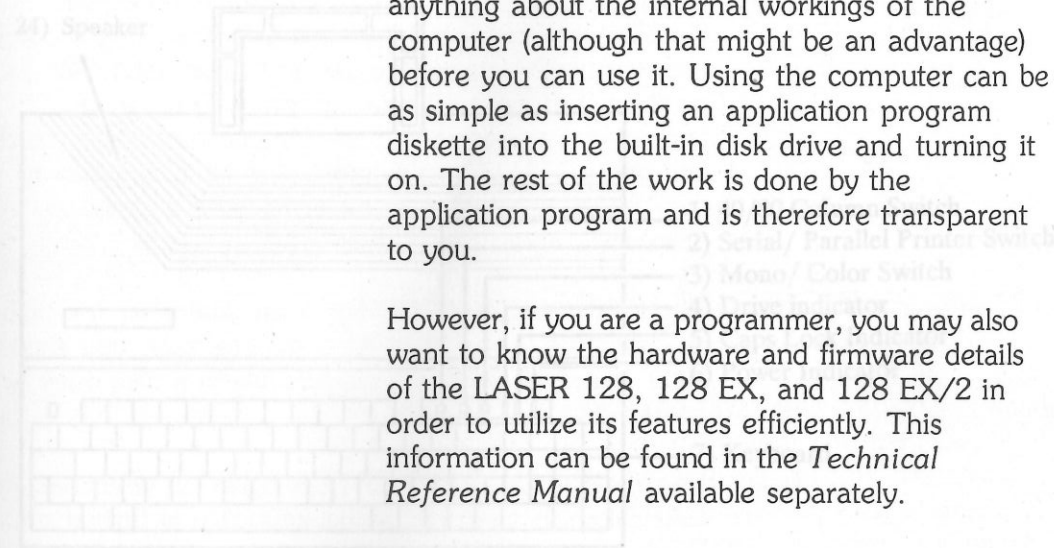 24) Speaker
anything about the internal workings of the
computer (although that might be an advantage)
before you can use it. Using the computer can be
as simple as inserting an application program
diskette into the built-in disk drive and turning it
on. The rest of the work is done by the
application program and is therefore transparent
to you.
However, if you are a programmer, you may also
want to know the hardware and firmware details
of the LASER 128, 128 EX, and 128 EX/2 in
order to utilize its features efficiently. This
information can be found in the Technical
Reference Manual available separately.
Switch
2) Serial/ Parallel Printer Switch
3) Mono/ Color Switch
4) Drive indicator